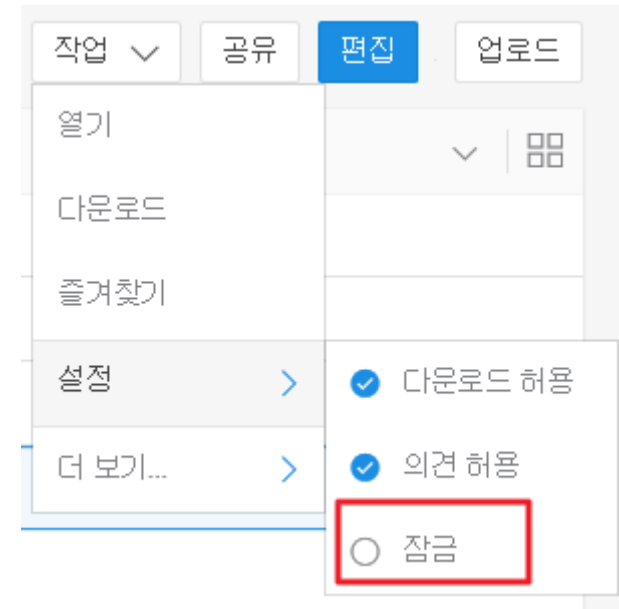 작업 공유 편집 업로드
열기
다운로드
즐겨찾기
설정
다운로드 허용
더 보기...
의견 허용
잠금